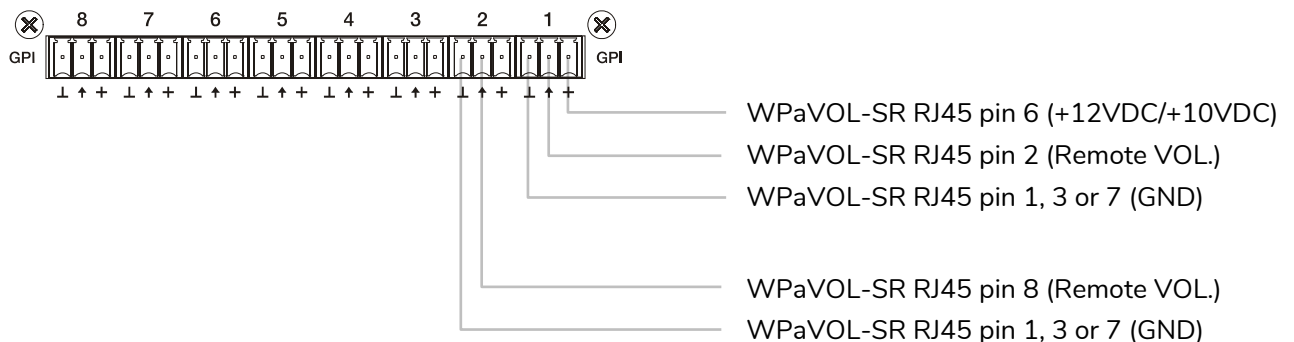 8 7 6 5 4 3 2 1
GPI GPI
⊥ ↑ + ⊥ ↑ + ⊥ ↑ + ⊥ ↑ + ⊥ ↑ + ⊥ ↑ + ⊥ ↑ + ⊥ ↑ +
WPaVOL-SR RJ45 pin 6 (+12VDC/+10VDC)
WPaVOL-SR RJ45 pin 2 (Remote VOL.)
WPaVOL-SR RJ45 pin 1, 3 or 7 (GND)
WPaVOL-SR RJ45 pin 8 (Remote VOL.)
WPaVOL-SR RJ45 pin 1, 3 or 7 (GND)